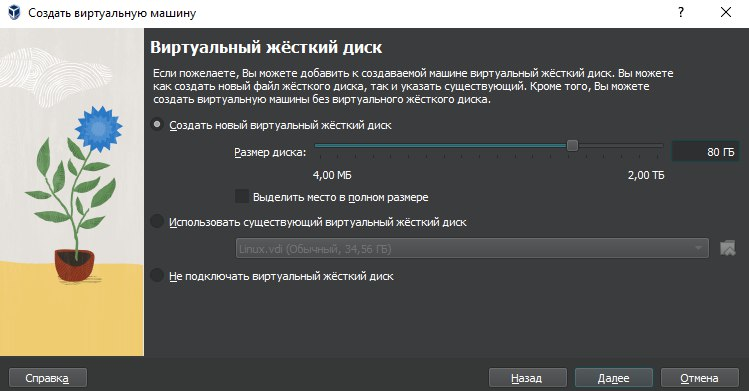 Создать виртуальную машину
?
Виртуальный жёсткий диск
Если пожелаете, Вы можете добавить к создаваемой машине виртуальный жёсткий диск. Вы можете
как создать новый файл жёсткого диска, так и указать существующий. Кроме того, Вы можете
создать виртуальную машины без виртуального жёсткого диска.
Создать новый виртуальный жёсткий диск
Размер диска:
80 ГБ
4,00 МБ
2,00 ТБ
Выделить место в полном размере
Использовать существующий виртуальный жёсткий диск
Linux.vdi (Обычный, 34,56 ГБ)
Не подключать виртуальный жёсткий диск
Справка
Назад
Далее
Отмена